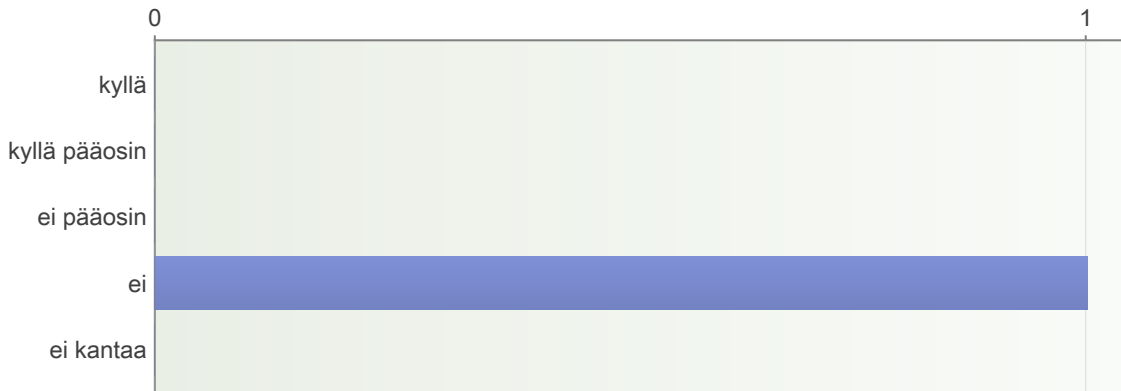 0 1
kyllä
kyllä pääosin
ei pääosin
ei
ei kantaa